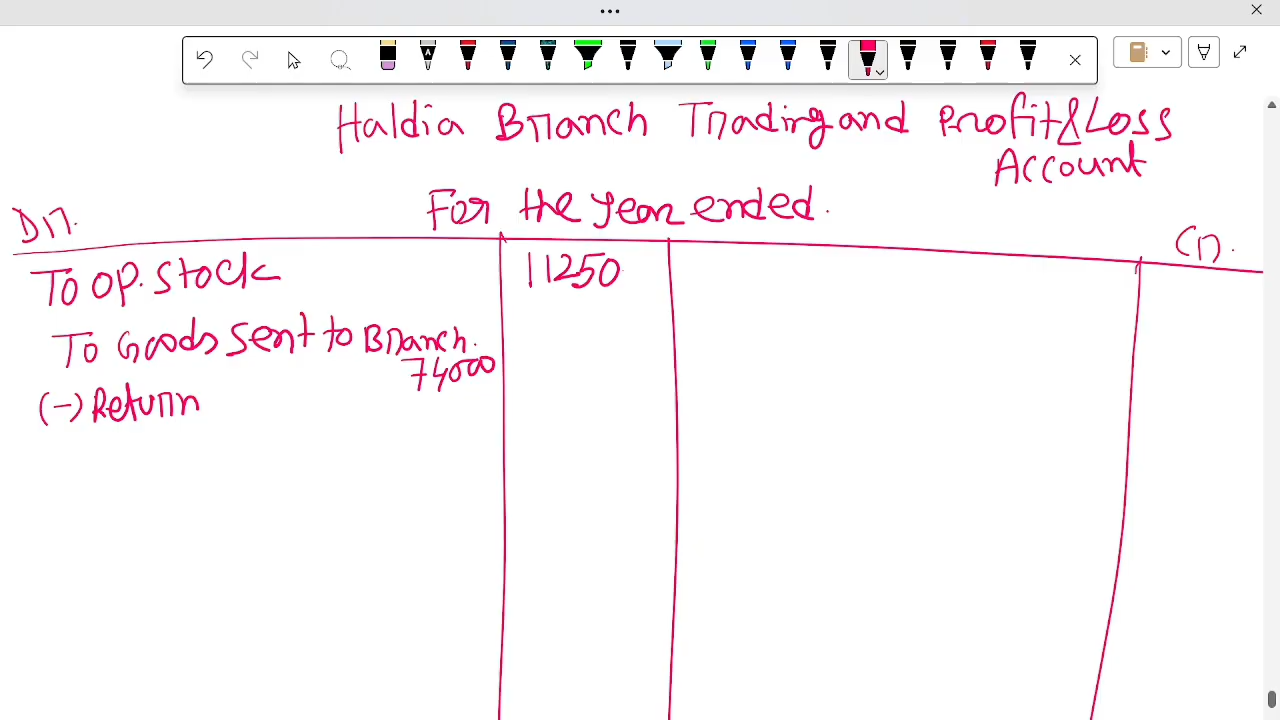 Haldia Branch Trading and Profit & Loss
Account
For the year ended.
Dr.
Cr.
To op. stock 11250
To Goods sent to Branch.
74000
(-) Return